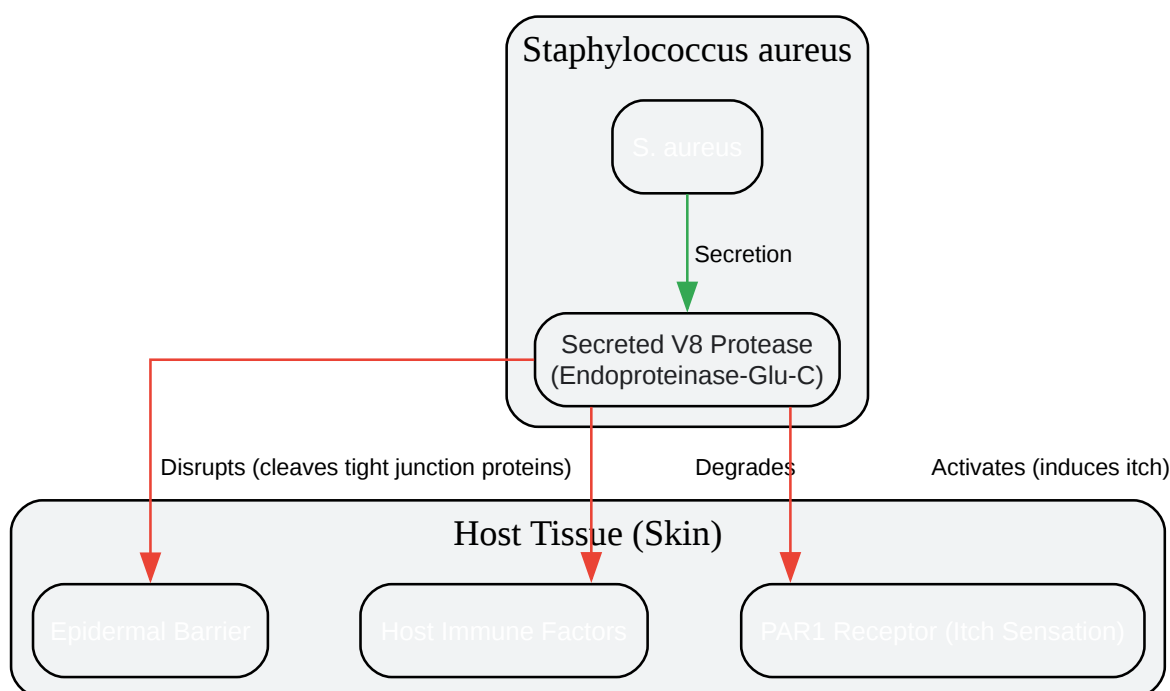 Staphylococcus aureus
S. aureus
Secretion
Secreted V8 Protease
(Endoproteinase-Glu-C)
Disrupts (cleaves tight junction proteins)
Degrades
Activates (induces itch)
Host Tissue (Skin)
Epidermal Barrier
Host Immune Factors
PAR1 Receptor (Itch Sensation)